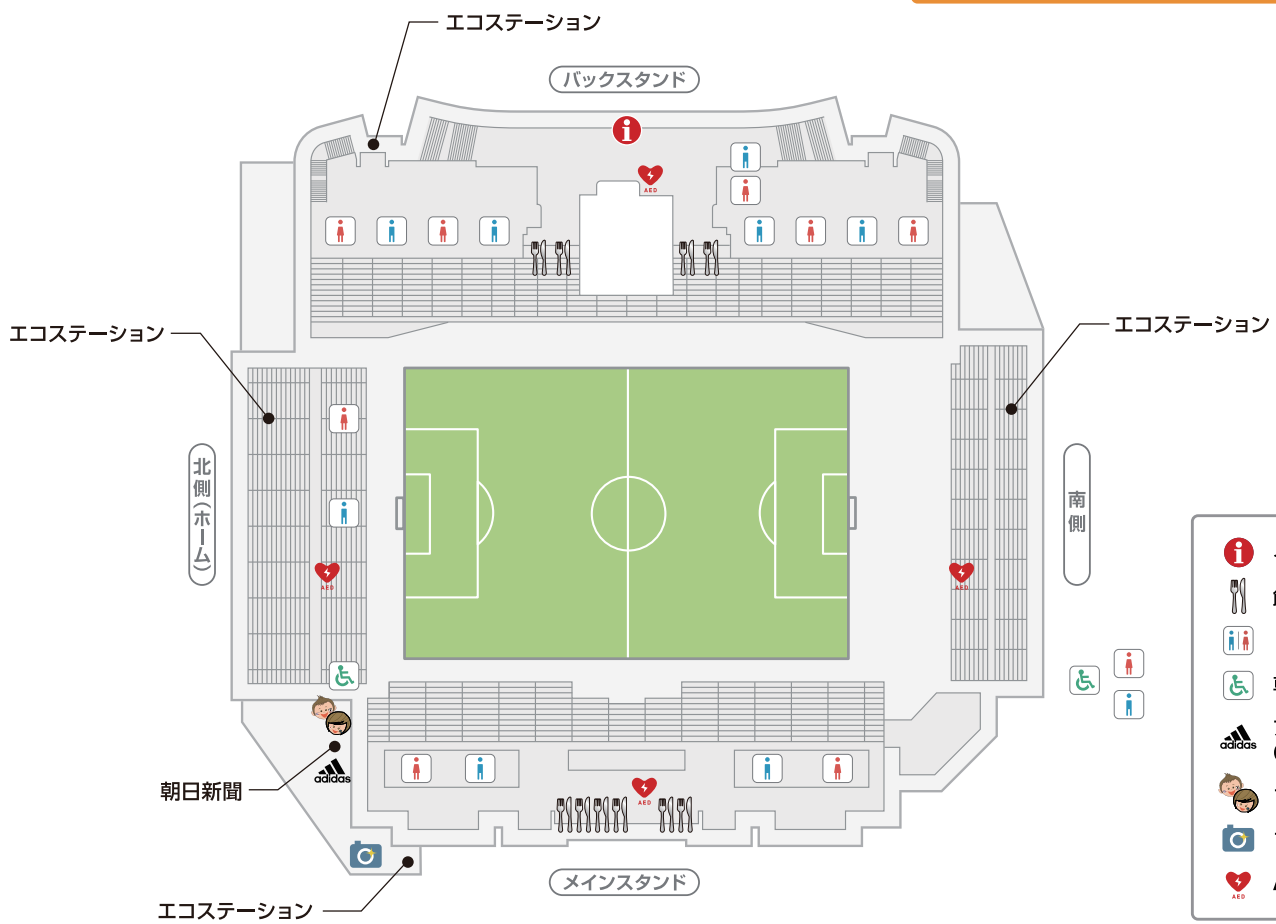 エコステーション
バックスタンド
AED
エコステーション
エコステーション
北側(ホーム)
南側
AED
AED
朝日新聞
adidas
AED
メインスタンド
エコステーション
adidas
AED